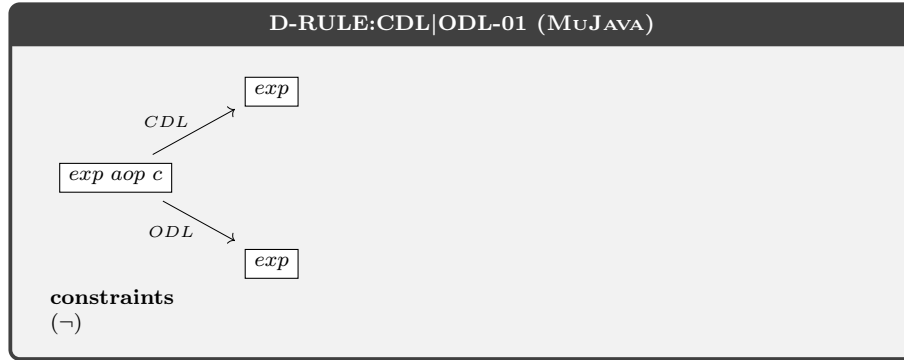 D-RULE:CDL|ODL-01 (MUJAVA)
exp
CDL
exp aop c
ODL
exp
constraints
(¬)